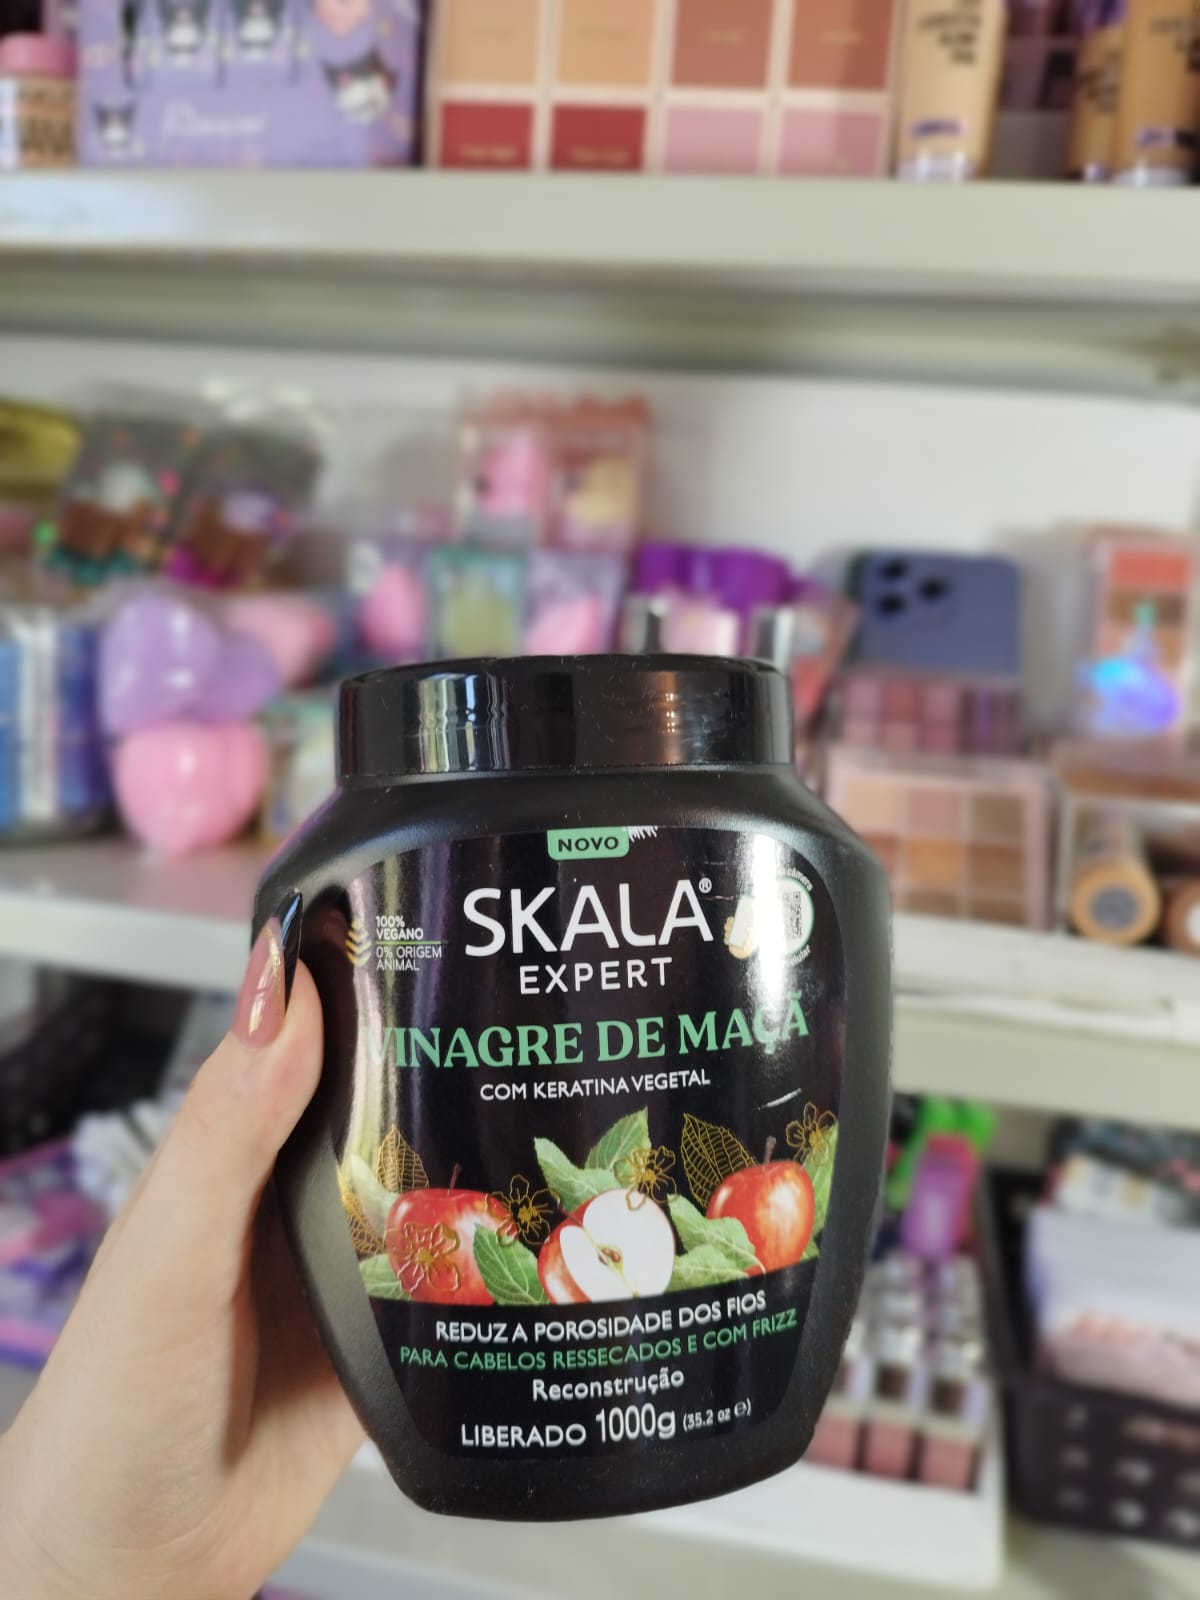 NOVO
SKALA®
EXPERT
100%
VEGANO
0% ORIGEM
ANIMAL
VINAGRE DE MAÇÃ
COM KERATINA VEGETAL
REDUZ A POROSIDADE DOS FIOS
PARA CABELOS RESSECADOS E COM FRIZZ
Reconstrução
LIBERADO 1000g (35.2 oz ℮)